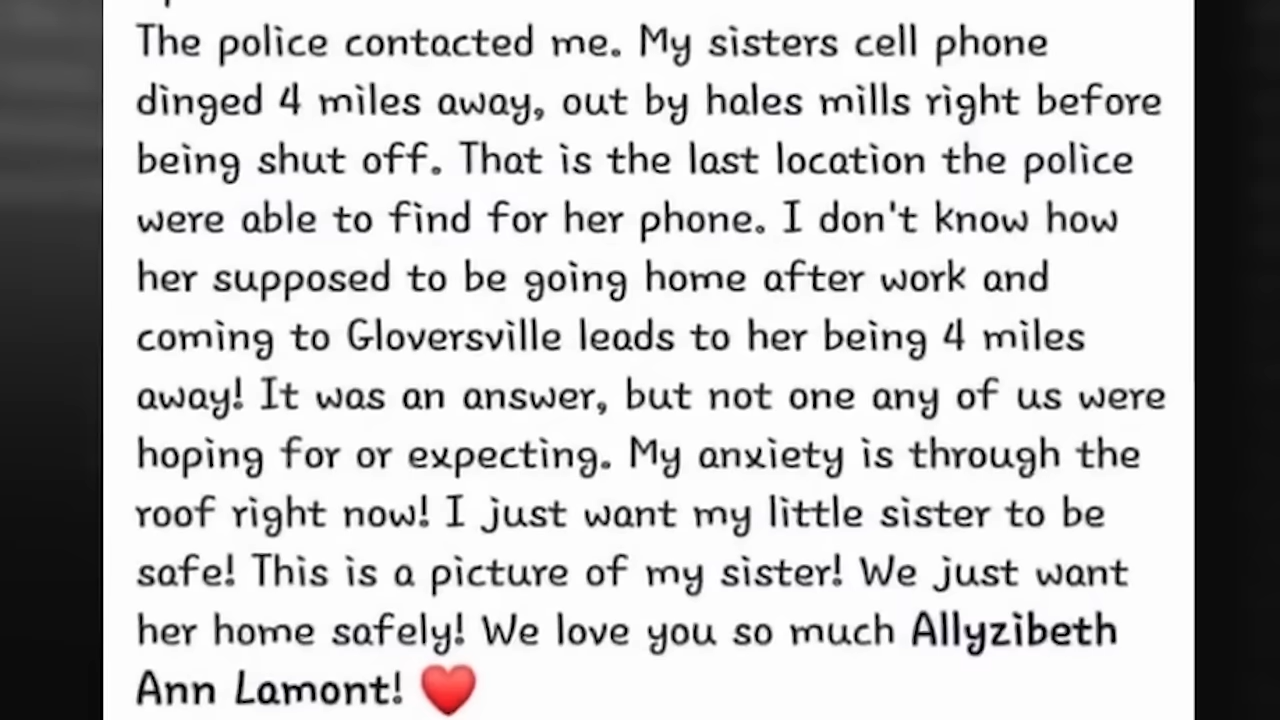 The police contacted me. My sisters cell phone
dinged 4 miles away, out by hales mills right before
being shut off. That is the last location the police
were able to find for her phone. I don't know how
her supposed to be going home after work and
coming to Gloversville leads to her being 4 miles
away! It was an answer, but not one any of us were
hoping for or expecting. My anxiety is through the
roof right now! I just want my little sister to be
safe! This is a picture of my sister! We just want
her home safely! We love you so much Allyzibeth
Ann Lamont! ❤️